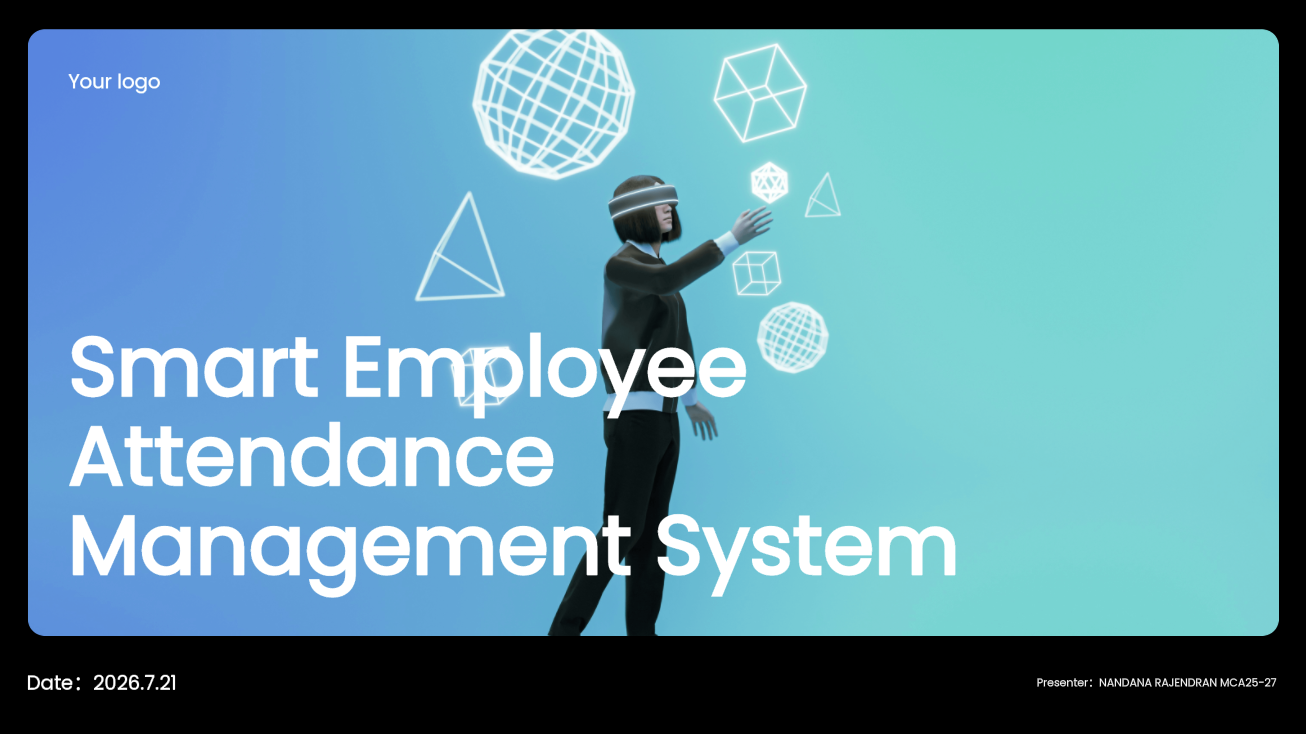 Your logo
Smart Employee
Attendance
Management System
Date：2026.7.21
Presenter：NANDANA RAJENDRAN MCA25-27